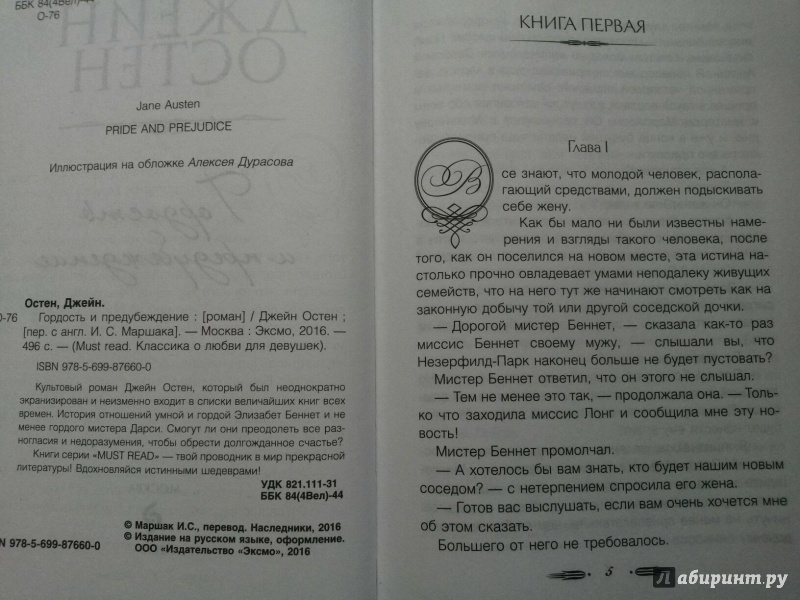 ББК 84(4Вел)-44
О-76
ДЖЕЙН
ОСТЕН
Jane Austen
PRIDE AND PREJUDICE
Иллюстрация на обложке Алексея Дурасова
Гордость
и предубеждение
Остен, Джейн.
О-76 Гордость и предубеждение : [роман] / Джейн Остен ;
[пер. с англ. И. С. Маршака]. — Москва : Эксмо, 2016. —
496 с. — (Must read. Классика о любви для девушек).
ISBN 978-5-699-87660-0
Культовый роман Джейн Остен, который был неоднократно
экранизирован и неизменно входит в списки величайших книг всех
времен. История отношений умной и гордой Элизабет Беннет и не
менее гордого мистера Дарси. Смогут ли они преодолеть все раз-
ногласия и недоразумения, чтобы обрести долгожданное счастье?
Книги серии «MUST READ» — твой проводник в мир прекрасной
литературы! Вдохновляйся истинными шедеврами!
УДК 821.111-31
ББК 84(4Вел)-44
© Маршак И.С., перевод. Наследники, 2016
© Издание на русском языке, оформление.
ООО «Издательство «Эксмо», 2016
N 978-5-699-87660-0
КНИГА ПЕРВАЯ
Глава I
Все знают, что молодой человек, распола-
гающий средствами, должен подыскивать
себе жену.
Как бы мало ни были известны наме-
рения и взгляды такого человека, после
того, как он поселился на новом месте, эта истина на-
столько прочно овладевает умами неподалеку живущих
семейств, что на него тут же начинают смотреть как на
законную добычу той или другой соседской дочки.
— Дорогой мистер Беннет, — сказала как-то раз
миссис Беннет своему мужу, — слышали вы, что
Незерфилд-Парк наконец больше не будет пустовать?
Мистер Беннет ответил, что он этого не слышал.
— Тем не менее это так, — продолжала она. — Толь-
ко что заходила миссис Лонг и сообщила мне эту но-
вость!
Мистер Беннет промолчал.
— А хотелось бы вам знать, кто будет нашим новым
соседом? — с нетерпением спросила его жена.
— Готов вас выслушать, если вам очень хочется мне
об этом сказать.
Большего от него не требовалось.
5
Лабиринт.ру